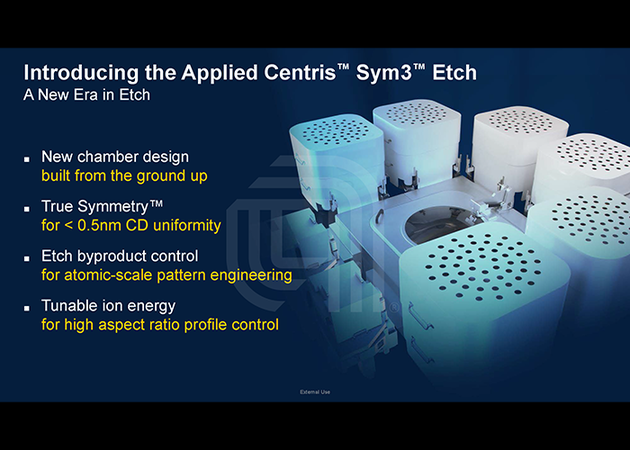 Introducing the Applied Centris™ Sym3™ Etch
A New Era in Etch
▪ New chamber design
built from the ground up
▪ True Symmetry™
for < 0.5nm CD uniformity
▪ Etch byproduct control
for atomic-scale pattern engineering
▪ Tunable ion energy
for high aspect ratio profile control
External Use